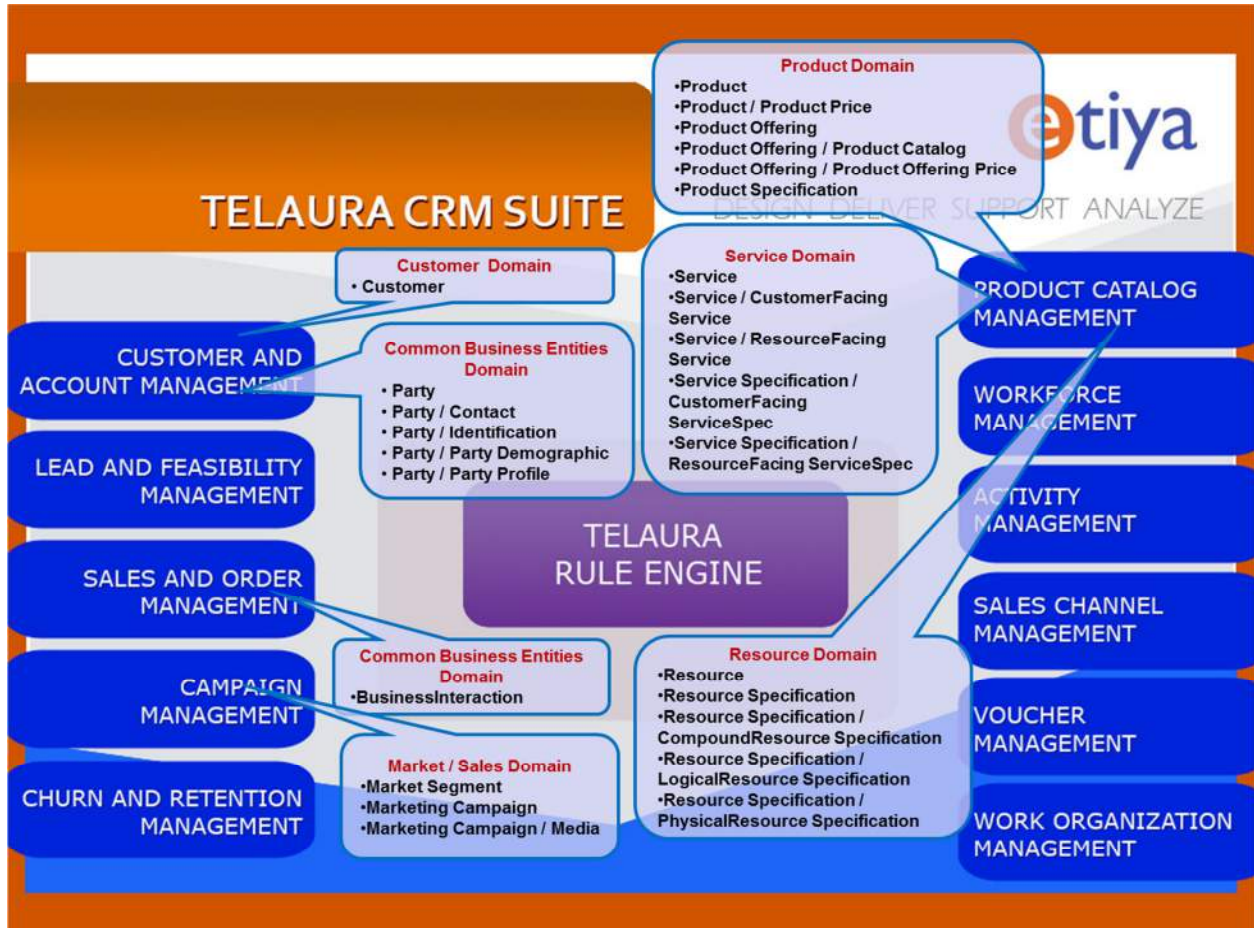 Product Domain
•Product
•Product / Product Price
•Product Offering
•Product Offering / Product Catalog
•Product Offering / Product Offering Price
•Product Specification
etiya
DESIGN DELIVER SUPPORT ANALYZE
TELAURA CRM SUITE
Customer Domain
• Customer
CUSTOMER AND
ACCOUNT MANAGEMENT
Common Business Entities
Domain
• Party
• Party / Contact
• Party / Identification
• Party / Party Demographic
• Party / Party Profile
LEAD AND FEASIBILITY
MANAGEMENT
SALES AND ORDER
MANAGEMENT
Common Business Entities
Domain
•BusinessInteraction
CAMPAIGN
MANAGEMENT
Market / Sales Domain
•Market Segment
•Marketing Campaign
•Marketing Campaign / Media
CHURN AND RETENTION
MANAGEMENT
TELAURA
RULE ENGINE
Service Domain
•Service
•Service / CustomerFacing
Service
•Service / ResourceFacing
Service
•Service Specification /
CustomerFacing
ServiceSpec
•Service Specification /
ResourceFacing ServiceSpec
Resource Domain
•Resource
•Resource Specification
•Resource Specification /
CompoundResource Specification
•Resource Specification /
LogicalResource Specification
•Resource Specification /
PhysicalResource Specification
PRODUCT CATALOG
MANAGEMENT
WORKFORCE
MANAGEMENT
ACTIVITY
MANAGEMENT
SALES CHANNEL
MANAGEMENT
VOUCHER
MANAGEMENT
WORK ORGANIZATION
MANAGEMENT